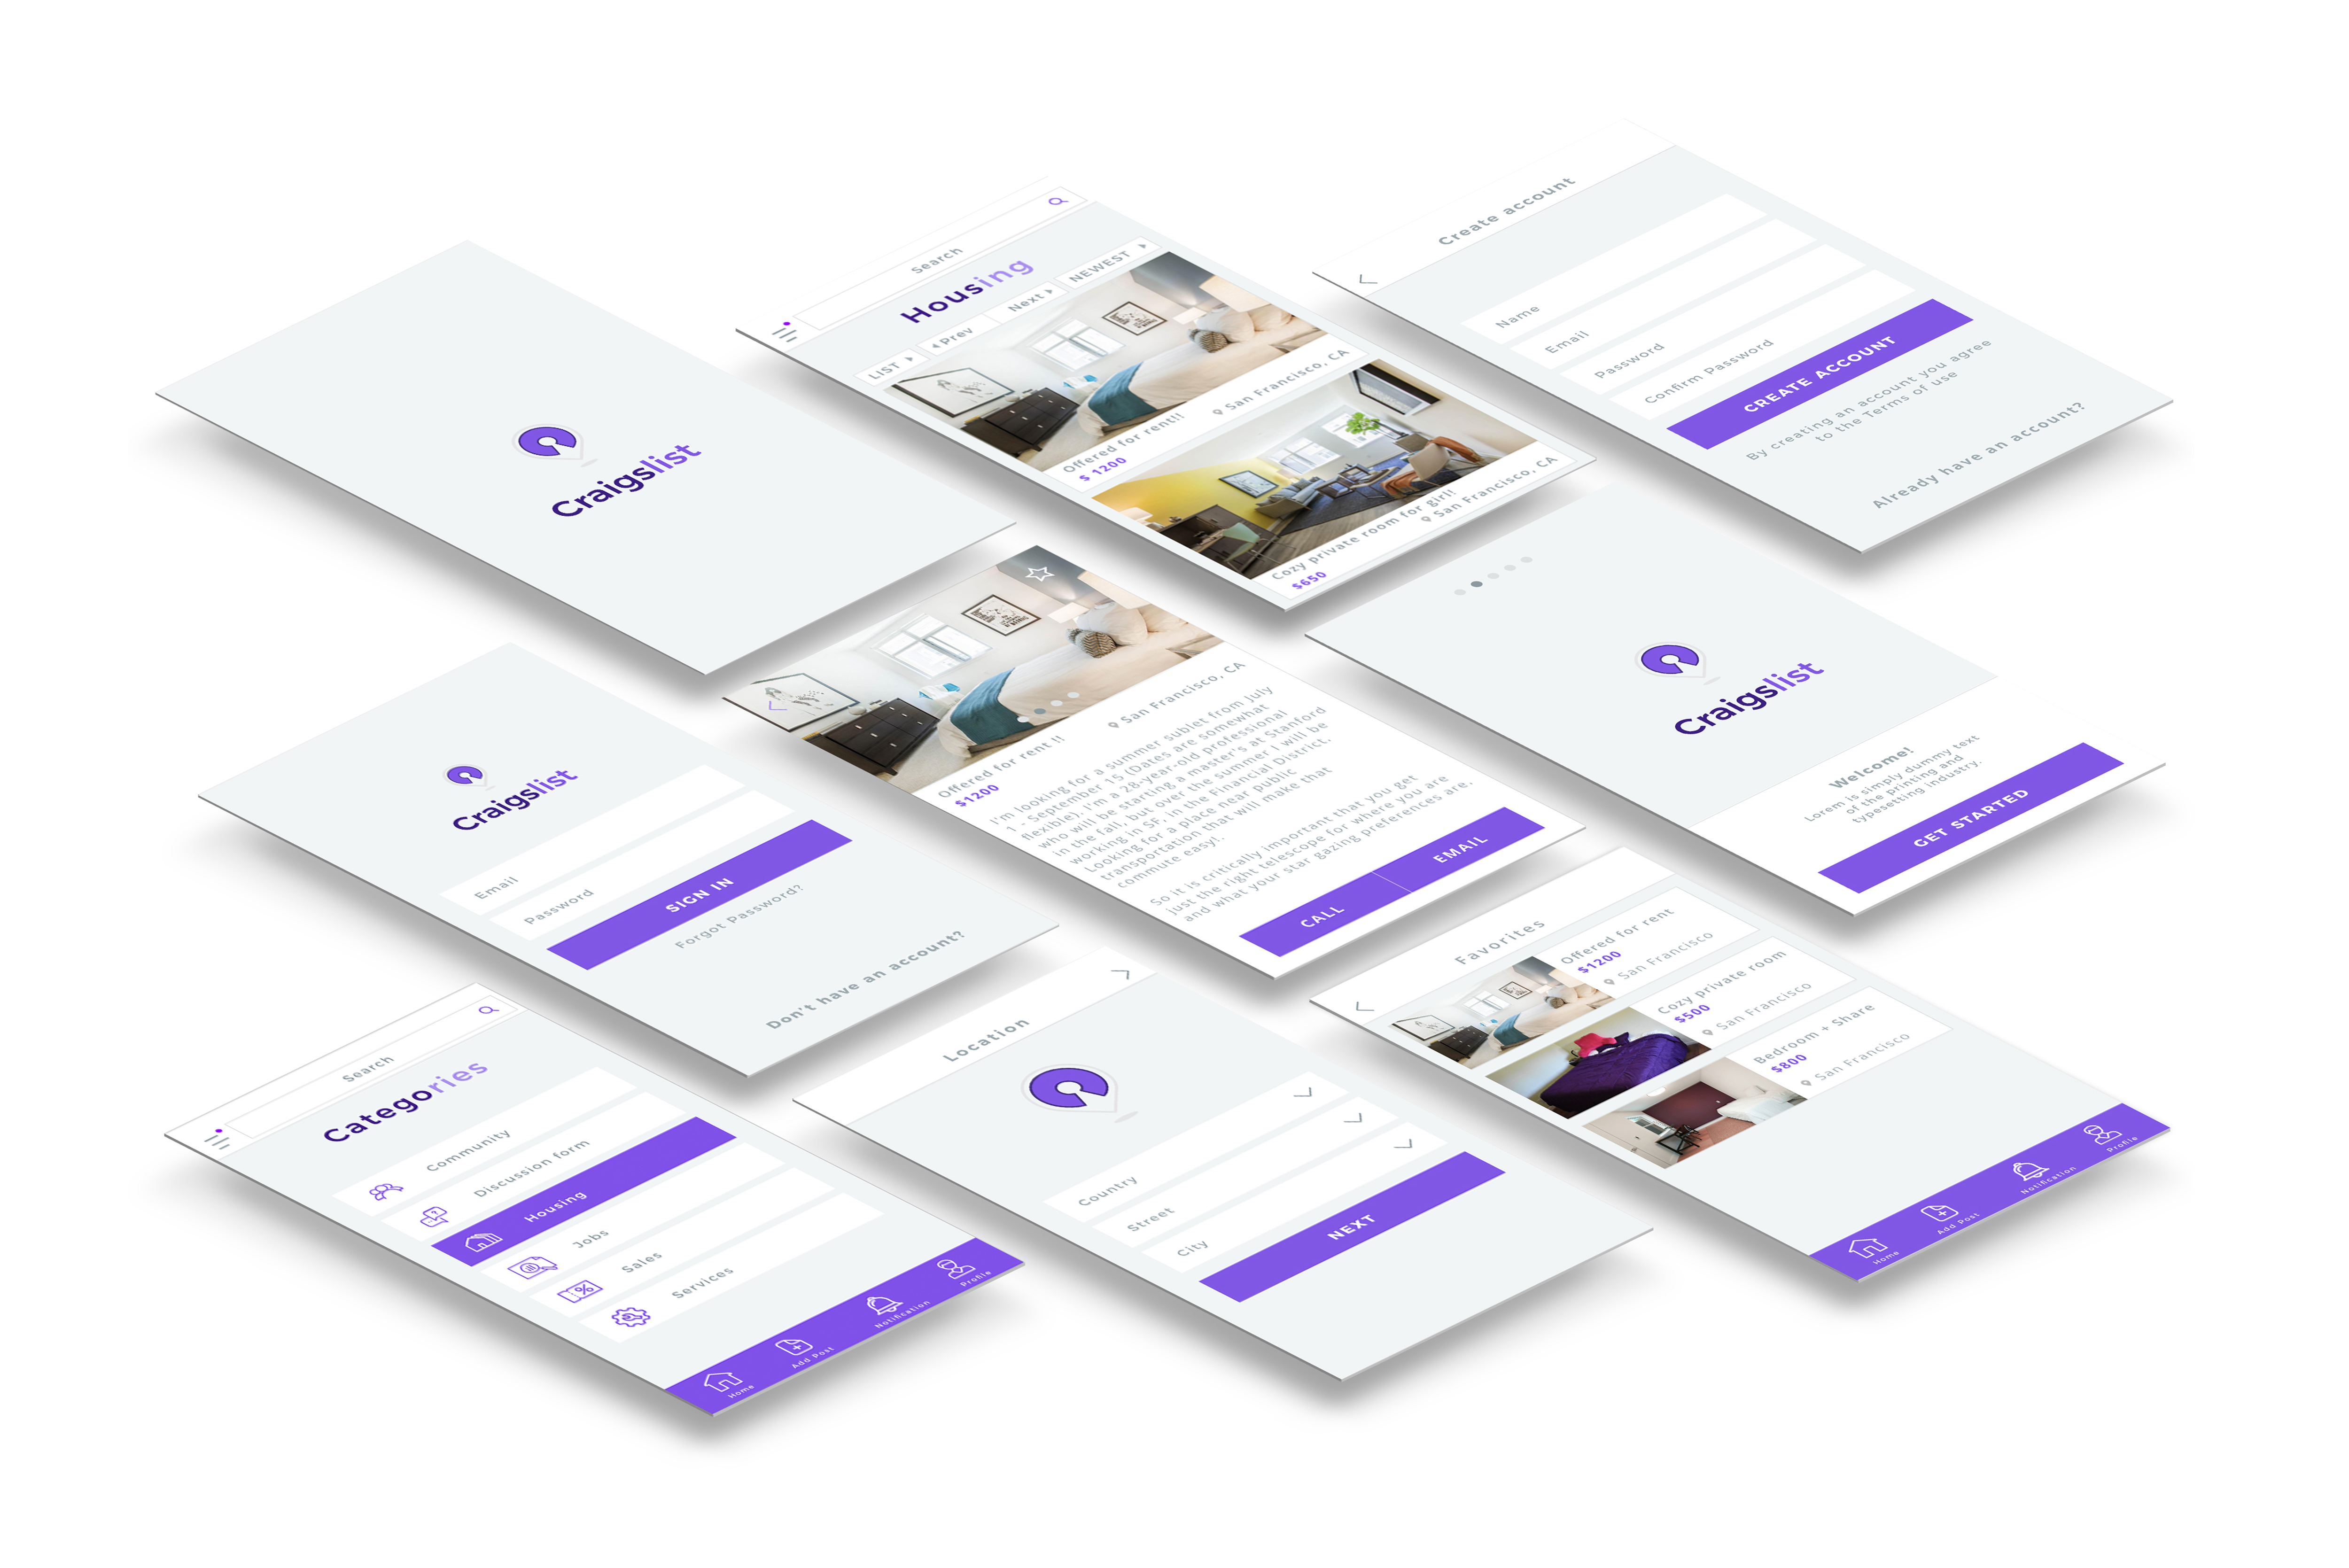 Craigslist
Search
Housing
LIST
Prev
Next
NEWEST
Offered for rent!!
San Francisco, CA
$ 1200
Cozy private room for girl!
San Francisco, CA
$650
Create account
Name
Email
Password
Confirm Password
CREATE ACCOUNT
By creating an account you agree
to the Terms of use
Already have an account?
Craigslist
Email
Password
SIGN IN
Forgot Password?
Don't have an account?
Offered for rent !!
San Francisco, CA
$1200
I'm looking for a summer sublet from July
1 - September 15 (Dates are somewhat
flexible). I'm a 28-year-old professional
who will be starting a master's at Stanford
in the fall, but over the summer I will be
working in SF, in the Financial District.
Looking for a place near public
transportation that will make that
commute easy!.
So it is critically important that you get
just the right telescope for where you are
and what your star gazing preferences are.
CALL
EMAIL
Craigslist
Welcome!
Lorem is simply dummy text
of the printing and
typesetting industry.
GET STARTED
Search
Categories
Community
Discussion form
Housing
Jobs
Sales
Services
Home
Add Post
Notification
Profile
Location
Country
Street
City
NEXT
Favorites
Offered for rent
$1200
San Francisco
Cozy private room
$500
San Francisco
Bedroom + Share
$800
San Francisco
Home
Add Post
Notification
Profile